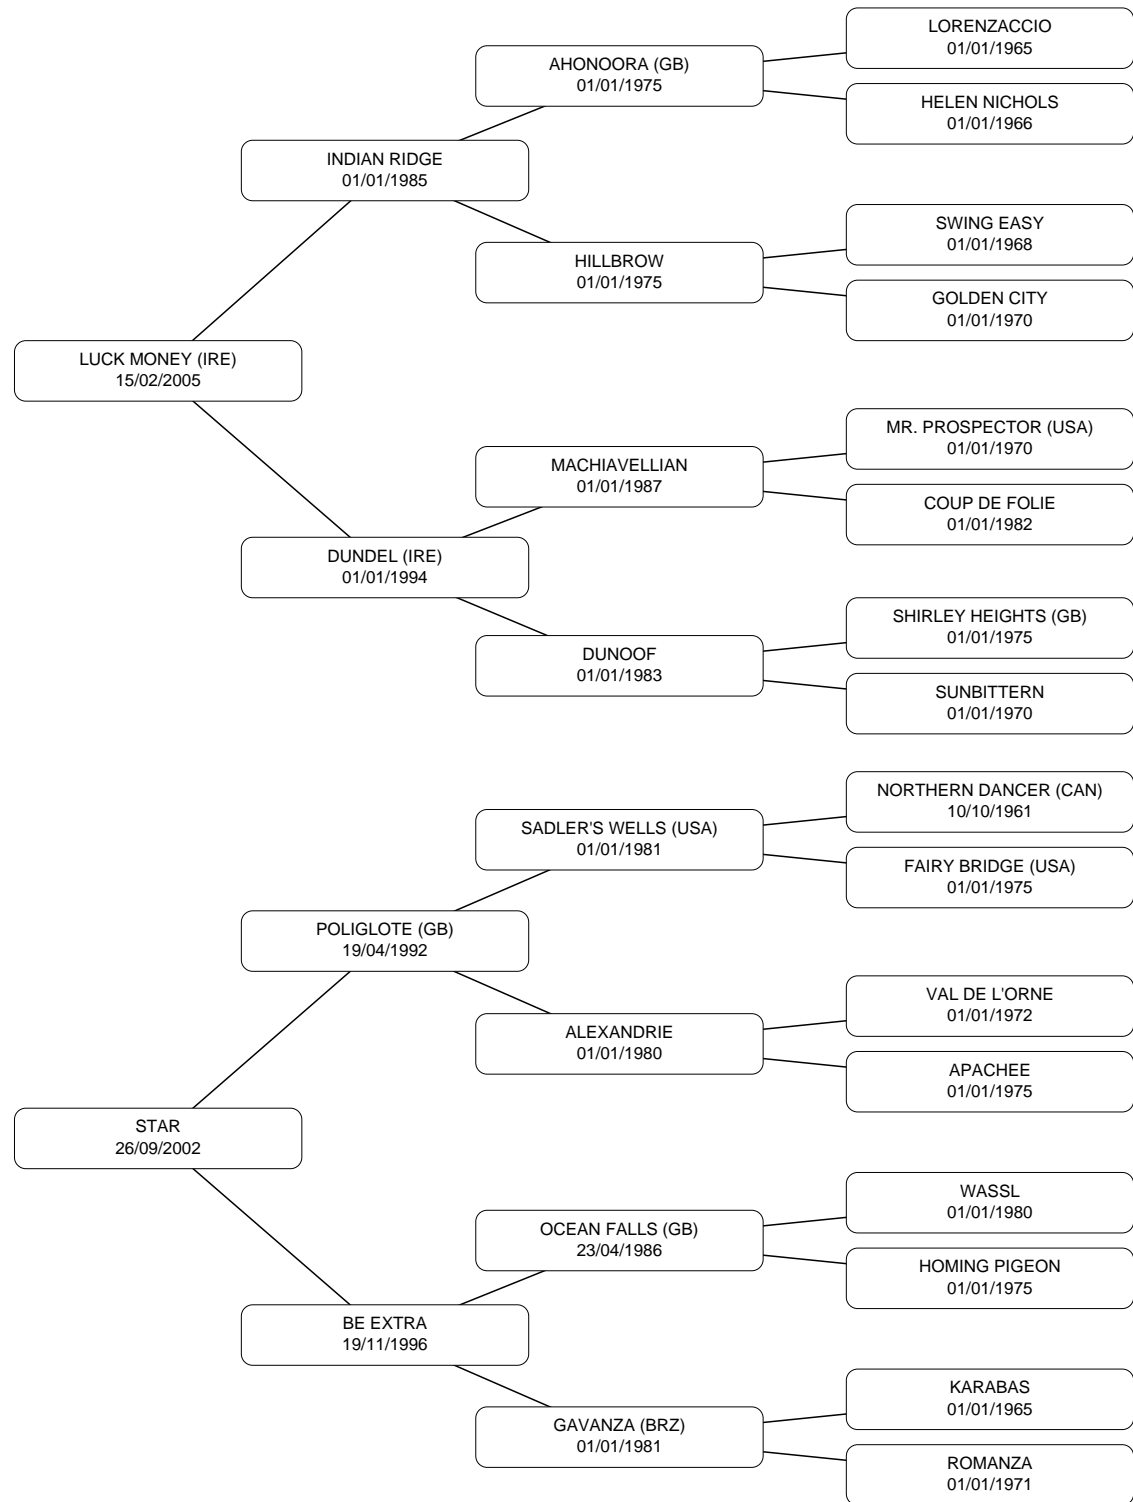 LORENZACCIO
01/01/1965
AHONOORA (GB)
01/01/1975
HELEN NICHOLS
01/01/1966
INDIAN RIDGE
01/01/1985
SWING EASY
01/01/1968
HILLBROW
01/01/1975
GOLDEN CITY
01/01/1970
LUCK MONEY (IRE)
15/02/2005
MR. PROSPECTOR (USA)
01/01/1970
MACHIAVELLIAN
01/01/1987
COUP DE FOLIE
01/01/1982
DUNDEL (IRE)
01/01/1994
SHIRLEY HEIGHTS (GB)
01/01/1975
DUNOOF
01/01/1983
SUNBITTERN
01/01/1970
NORTHERN DANCER (CAN)
10/10/1961
SADLER'S WELLS (USA)
01/01/1981
FAIRY BRIDGE (USA)
01/01/1975
POLIGLOTE (GB)
19/04/1992
VAL DE L'ORNE
01/01/1972
ALEXANDRIE
01/01/1980
APACHEE
01/01/1975
STAR
26/09/2002
WASSL
01/01/1980
OCEAN FALLS (GB)
23/04/1986
HOMING PIGEON
01/01/1975
BE EXTRA
19/11/1996
KARABAS
01/01/1965
GAVANZA (BRZ)
01/01/1981
ROMANZA
01/01/1971